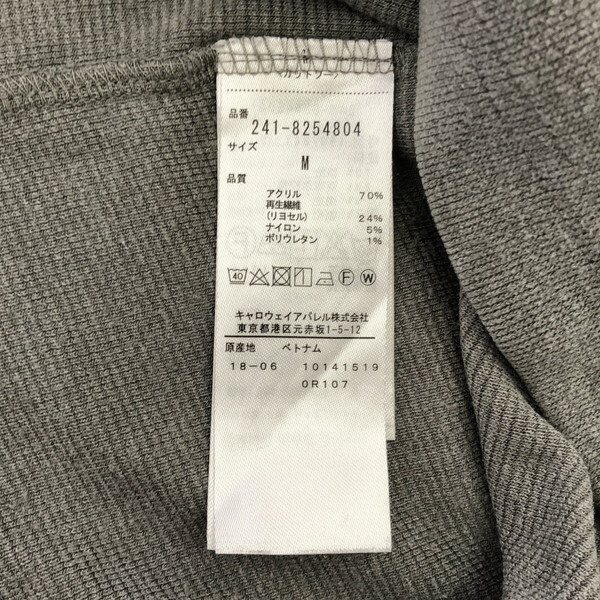 品番
241-8254804
サイズ
M
品質
アクリル 70%
再生繊維
(リヨセル) 24%
ナイロン 5%
ポリウレタン 1%
40 F W
キャロウェイアパレル株式会社
東京都港区元赤坂1-5-12
原産地 ベトナム
18-06 10141519
0R107